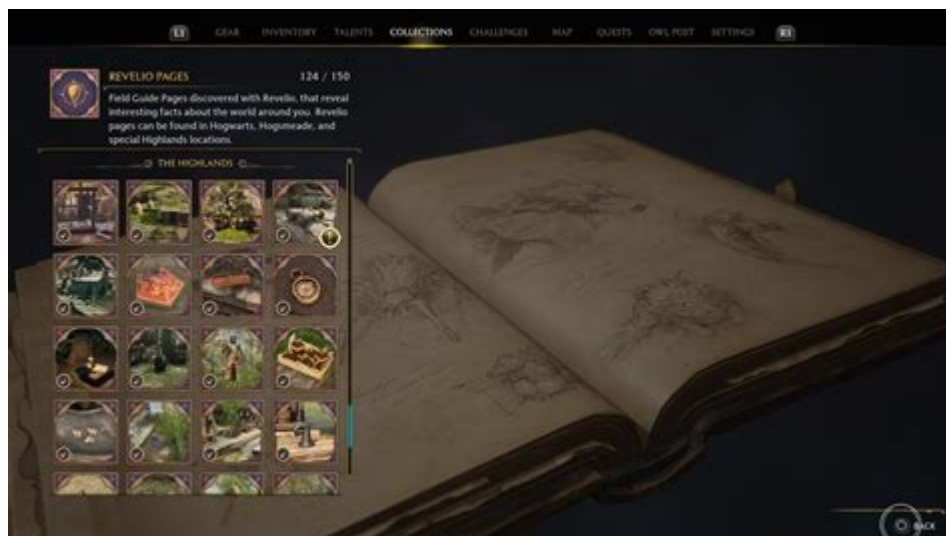 L1 GEAR INVENTORY TALENTS COLLECTIONS CHALLENGES MAP QUESTS OWL POST SETTINGS R1
REVELIO PAGES 124 / 150
Field Guide Pages discovered with Revelio, that reveal
interesting facts about the world around you. Revelio
pages can be found in Hogwarts, Hogsmeade, and
special Highlands locations.
THE HIGHLANDS
BACK